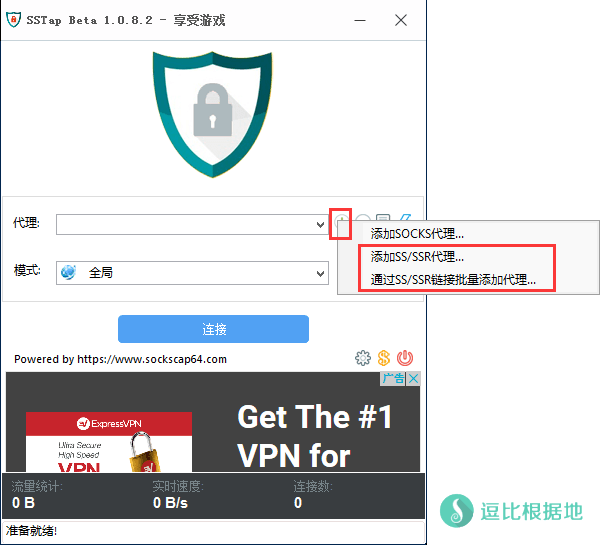 SSTap Beta 1.0.8.2 - 享受游戏
代理:
添加SOCKS代理...
添加SS/SSR代理...
通过SS/SSR链接批量添加代理...
模式:
全局
连接
Powered by https://www.sockscap64.com
广告
ExpressVPN
Ultra Secure
High Speed
VPN
Get The #1
VPN for
流量统计:
实时速度:
连接数:
0 B
0 B/s
0
准备就绪!
逗比根据地